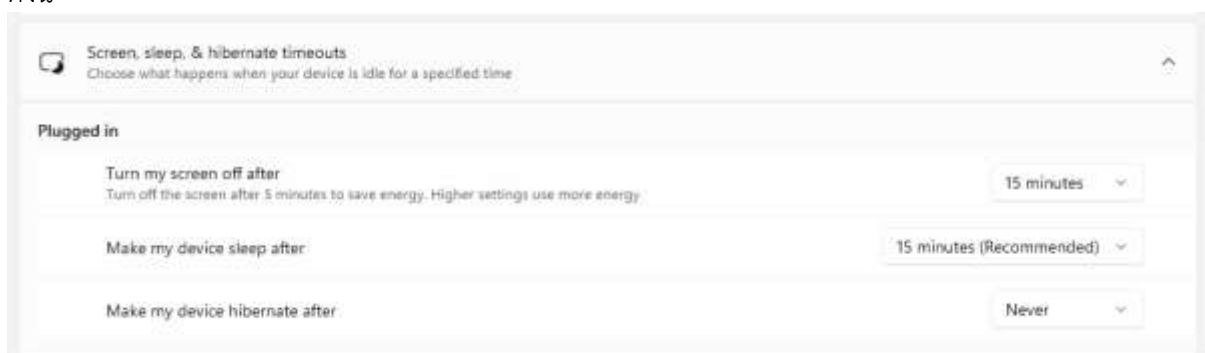 Screen, sleep, & hibernate timeouts
Choose what happens when your device is idle for a specified time
Plugged in
Turn my screen off after
15 minutes
Turn off the screen after 5 minutes to save energy. Higher settings use more energy
Make my device sleep after
15 minutes (Recommended)
Make my device hibernate after
Never